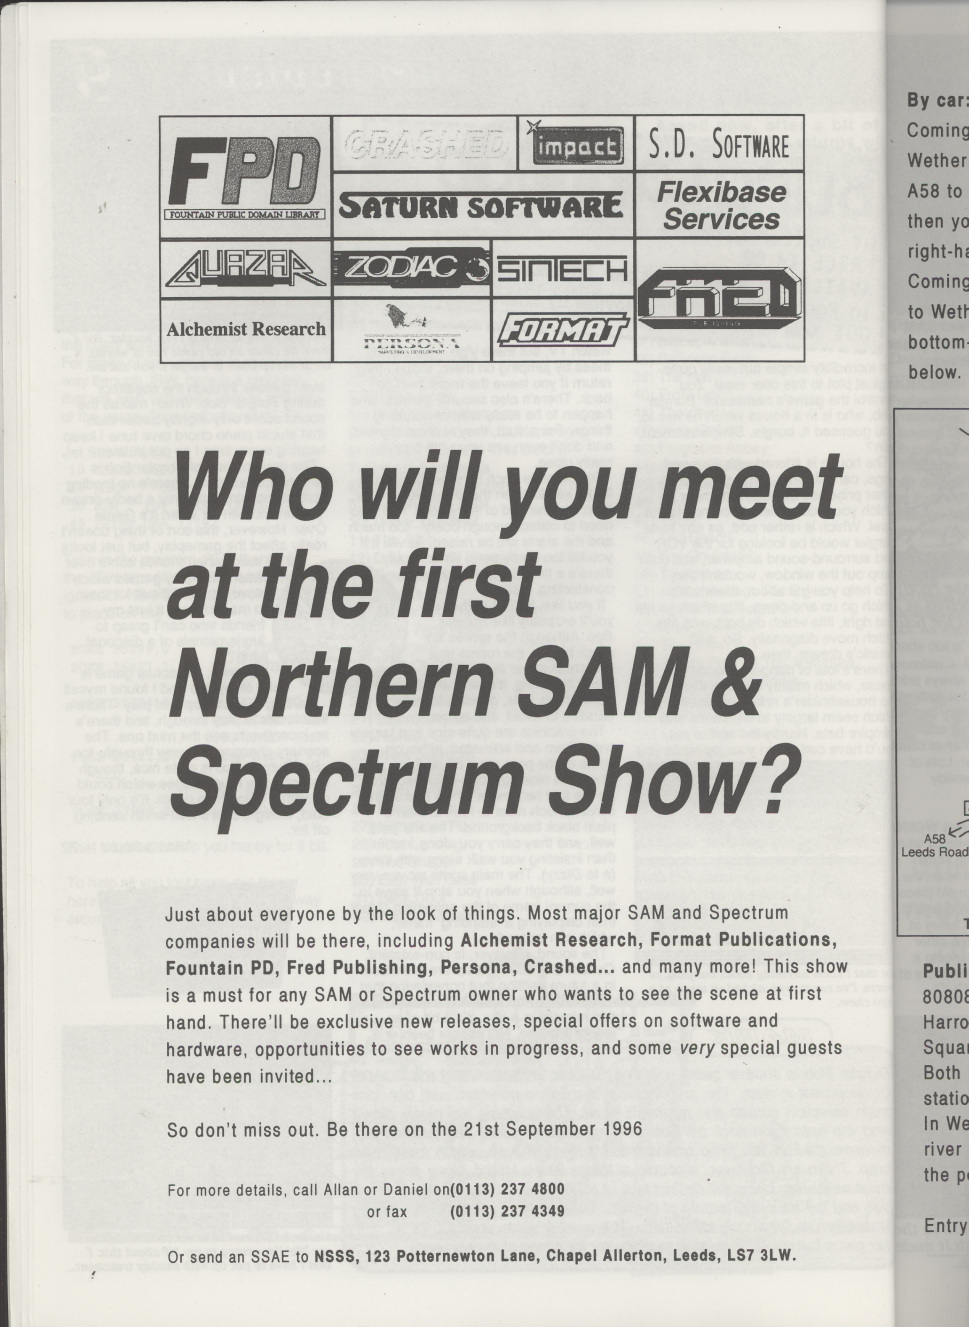 FPD
FOUNTAIN PUBLIC DOMAIN LIBRARY
CRASHED
impact
S.D. SOFTWARE
SATURN SOFTWARE
Flexibase
Services
QUAZAR
ZODIAC
SINTECH
FRED
PUBLISHING
Alchemist Research
PERSONA
MARKETING & DEVELOPMENT
FORMAT
Who will you meet
at the first
Northern SAM &
Spectrum Show?
Just about everyone by the look of things. Most major SAM and Spectrum
companies will be there, including Alchemist Research, Format Publications,
Fountain PD, Fred Publishing, Persona, Crashed... and many more! This show
is a must for any SAM or Spectrum owner who wants to see the scene at first
hand. There'll be exclusive new releases, special offers on software and
hardware, opportunities to see works in progress, and some very special guests
have been invited...
So don't miss out. Be there on the 21st September 1996
For more details, call Allan or Daniel on(0113) 237 4800
or fax (0113) 237 4349
Or send an SSAE to NSSS, 123 Potternewton Lane, Chapel Allerton, Leeds, LS7 3LW.
By car:
Coming
Wether
A58 to
then yo
right-ha
Coming
to Weth
bottom-
below.
A58
Leeds Road
T
Publi
80808
Harro
Squar
Both
statio
In We
river
the po
Entry